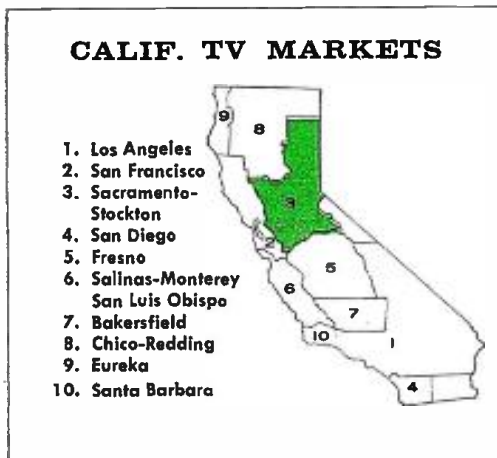 CALIF. TV MARKETS
1. Los Angeles
2. San Francisco
3. Sacramento-
Stockton
4. San Diego
5. Fresno
6. Salinas-Monterey
San Luis Obispo
7. Bakersfield
8. Chico-Redding
9. Eureka
10. Santa Barbara
9
8
3
2
5
6
7
10
1
4